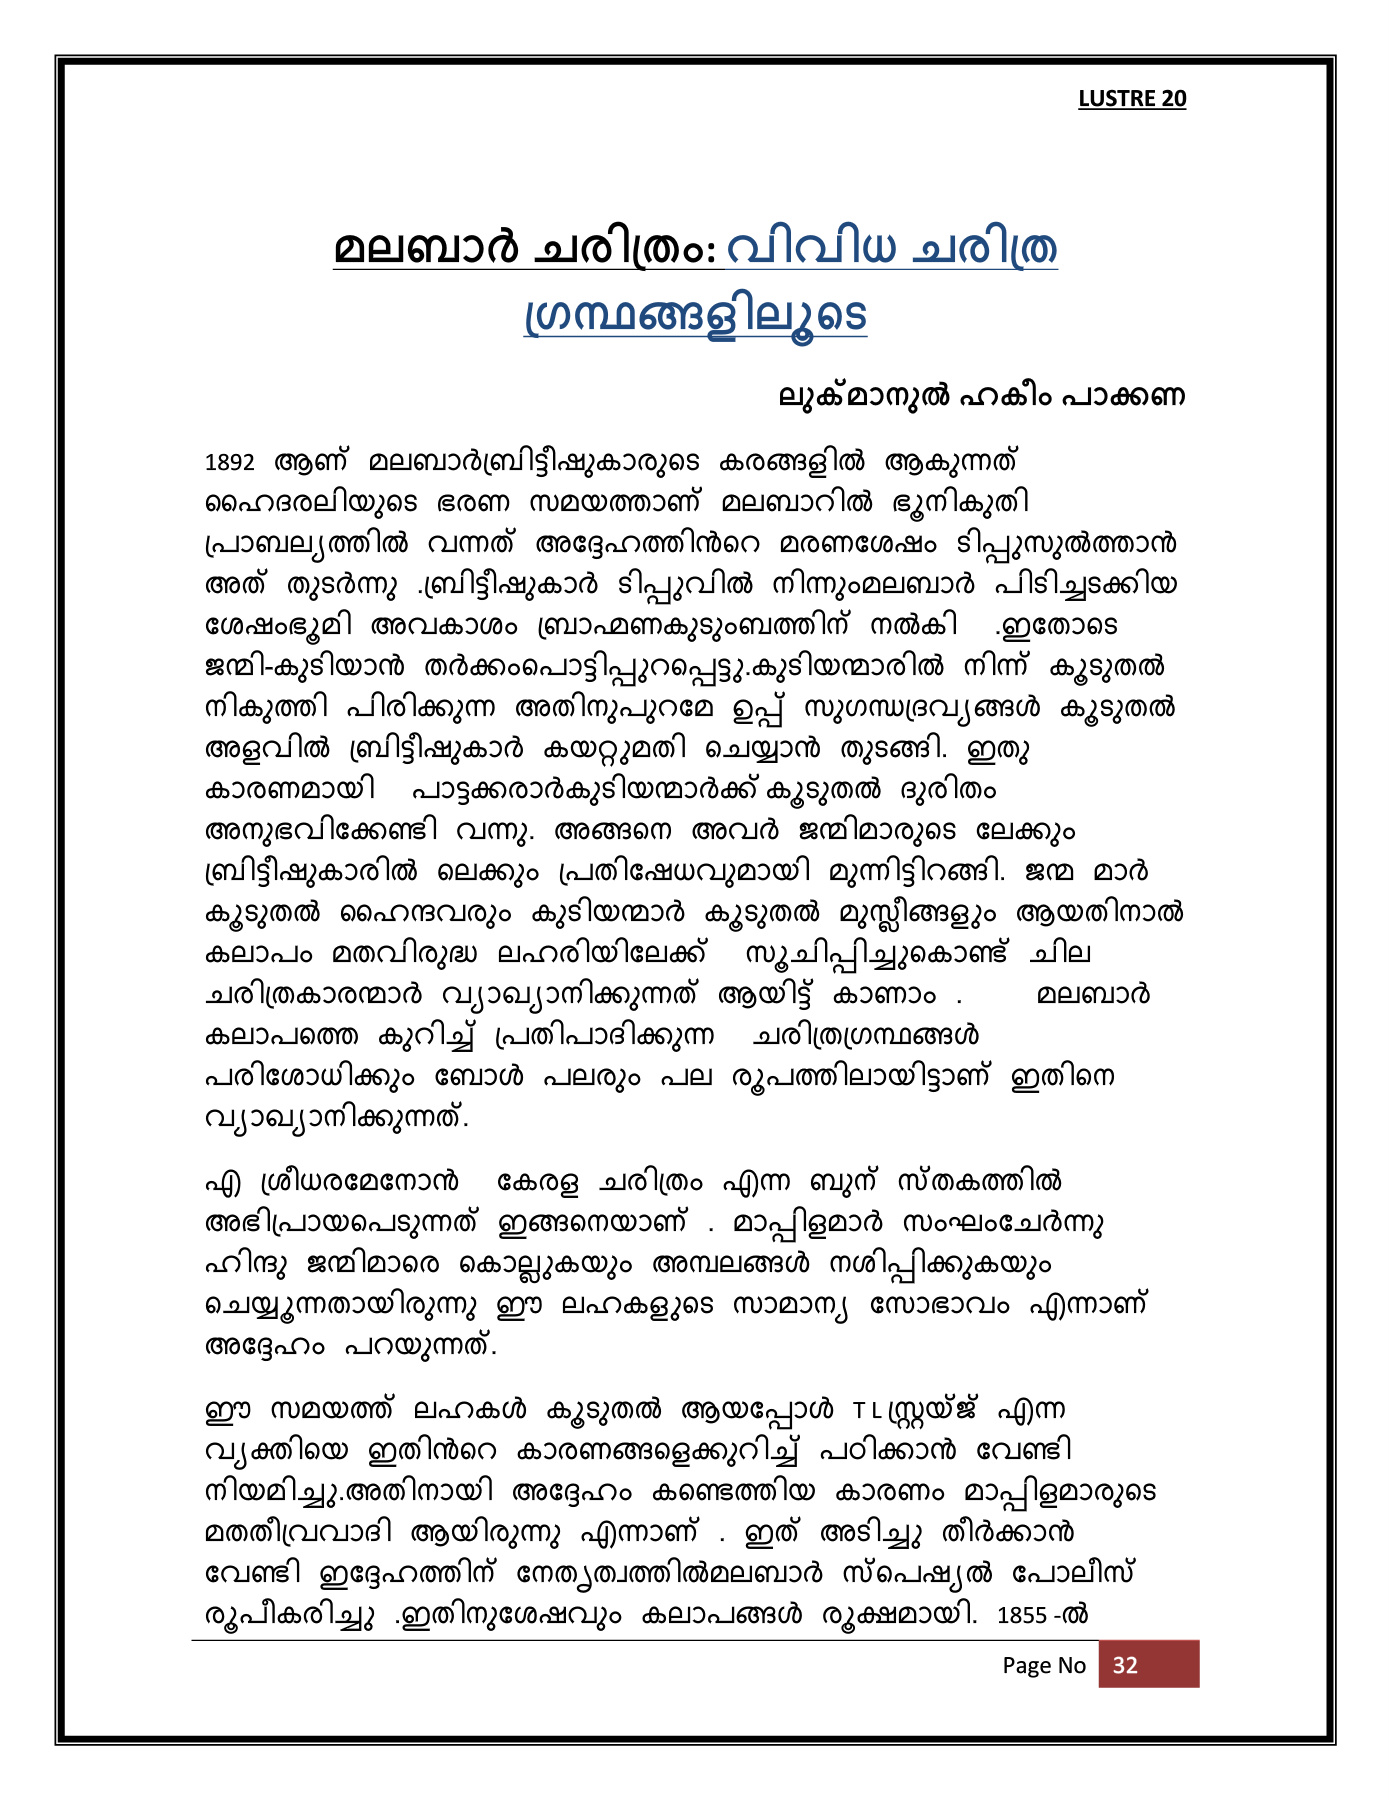 LUSTRE 20
മലബാർ ചരിത്രം: വിവിധ ചരിത്ര
ഗ്രന്ഥങ്ങളിലൂടെ
ലുക്മാനുൽ ഹകീം പാക്കണ
1892 ആണ് മലബാർബ്രിട്ടീഷുകാരുടെ കരങ്ങളിൽ ആകുന്നത്
ഹൈദരലിയുടെ ഭരണ സമയത്താണ് മലബാറിൽ ഭൂനികുതി
പ്രാബല്യത്തിൽ വന്നത് അദ്ദേഹത്തിൻറെ മരണശേഷം ടിപ്പുസുൽത്താൻ
അത് തുടർന്നു .ബ്രിട്ടീഷുകാർ ടിപ്പുവിൽ നിന്നുംമലബാർ പിടിച്ചടക്കിയ
ശേഷംഭൂമി അവകാശം ബ്രാഹ്മണകുടുംബത്തിന് നൽകി .ഇതോടെ
ജന്മി-കുടിയാൻ തർക്കംപൊട്ടിപ്പുറപ്പെട്ടു.കുടിയന്മാരിൽ നിന്ന് കൂടുതൽ
നികുത്തി പിരിക്കുന്ന അതിനുപുറമേ ഉപ്പ് സുഗന്ധദ്രവ്യങ്ങൾ കൂടുതൽ
അളവിൽ ബ്രിട്ടീഷുകാർ കയറ്റുമതി ചെയ്യാൻ തുടങ്ങി. ഇതു
കാരണമായി പാട്ടക്കരാർകുടിയന്മാർക്ക് കൂടുതൽ ദുരിതം
അനുഭവിക്കേണ്ടി വന്നു. അങ്ങനെ അവർ ജന്മിമാരുടെ ലേക്കും
ബ്രിട്ടീഷുകാരിൽ ലെക്കും പ്രതിഷേധവുമായി മുന്നിട്ടിറങ്ങി. ജന്മ മാർ
കൂടുതൽ ഹൈന്ദവരും കുടിയന്മാർ കൂടുതൽ മുസ്ലീങ്ങളും ആയതിനാൽ
കലാപം മതവിരുദ്ധ ലഹരിയിലേക്ക് സൂചിപ്പിച്ചുകൊണ്ട് ചില
ചരിത്രകാരന്മാർ വ്യാഖ്യാനിക്കുന്നത് ആയിട്ട് കാണാം . മലബാർ
കലാപത്തെ കുറിച്ച് പ്രതിപാദിക്കുന്ന ചരിത്രഗ്രന്ഥങ്ങൾ
പരിശോധിക്കും ബോൾ പലരും പല രൂപത്തിലായിട്ടാണ് ഇതിനെ
വ്യാഖ്യാനിക്കുന്നത്.
എ ശ്രീധരമേനോൻ കേരള ചരിത്രം എന്ന ബുന് സ്തകത്തിൽ
അഭിപ്രായപെടുന്നത് ഇങ്ങനെയാണ് . മാപ്പിളമാർ സംഘംചേർന്നു
ഹിന്ദു ജന്മിമാരെ കൊല്ലുകയും അമ്പലങ്ങൾ നശിപ്പിക്കുകയും
ചെയ്യൂന്നതായിരുന്നു ഈ ലഹകളുടെ സാമാന്യ സോഭാവം എന്നാണ്
അദ്ദേഹം പറയുന്നത്.
ഈ സമയത്ത് ലഹകൾ കൂടുതൽ ആയപ്പോൾ T L സ്ട്രയ്ജ് എന്ന
വ്യക്തിയെ ഇതിൻറെ കാരണങ്ങളെക്കുറിച്ച് പഠിക്കാൻ വേണ്ടി
നിയമിച്ചു.അതിനായി അദ്ദേഹം കണ്ടെത്തിയ കാരണം മാപ്പിളമാരുടെ
മതതീവ്രവാദി ആയിരുന്നു എന്നാണ് . ഇത് അടിച്ചു തീർക്കാൻ
വേണ്ടി ഇദ്ദേഹത്തിന് നേതൃത്വത്തിൽമലബാർ സ്പെഷ്യൽ പോലീസ്
രൂപീകരിച്ചു .ഇതിനുശേഷവും കലാപങ്ങൾ രൂക്ഷമായി. 1855 -ൽ
Page No 32